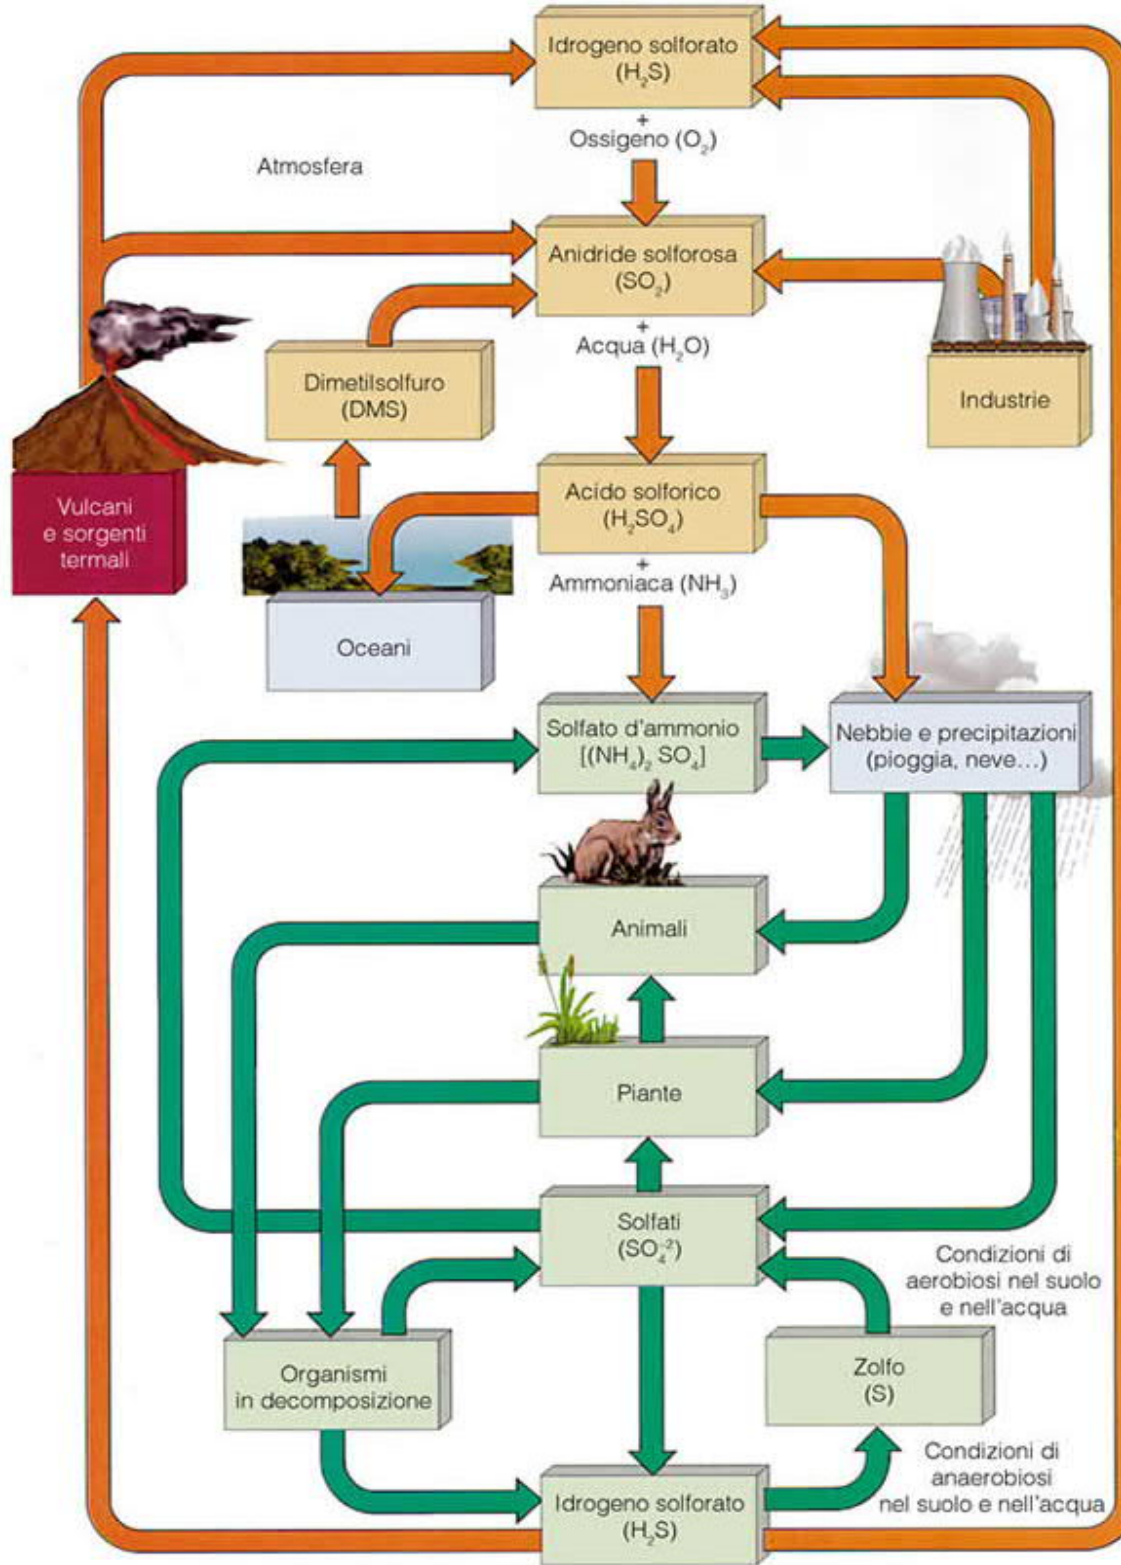 Idrogeno solforato
(H₂S)
+
Ossigeno (O₂)
Atmosfera
Anidride solforosa
(SO₂)
+
Acqua (H₂O)
Dimetilsolfuro
(DMS)
Industrie
Vulcani
e sorgenti
termali
Acido solforico
(H₂SO₄)
+
Ammoniaca (NH₃)
Oceani
Solfato d'ammonio
[(NH₄)₂ SO₄]
Nebbie e precipitazioni
(pioggia, neve...)
Animali
Piante
Solfati
(SO₄⁻²)
Condizioni di
aerobiosi nel suolo
e nell'acqua
Organismi
in decomposizione
Zolfo
(S)
Condizioni di
anaerobiosi
nel suolo e nell'acqua
Idrogeno solforato
(H₂S)